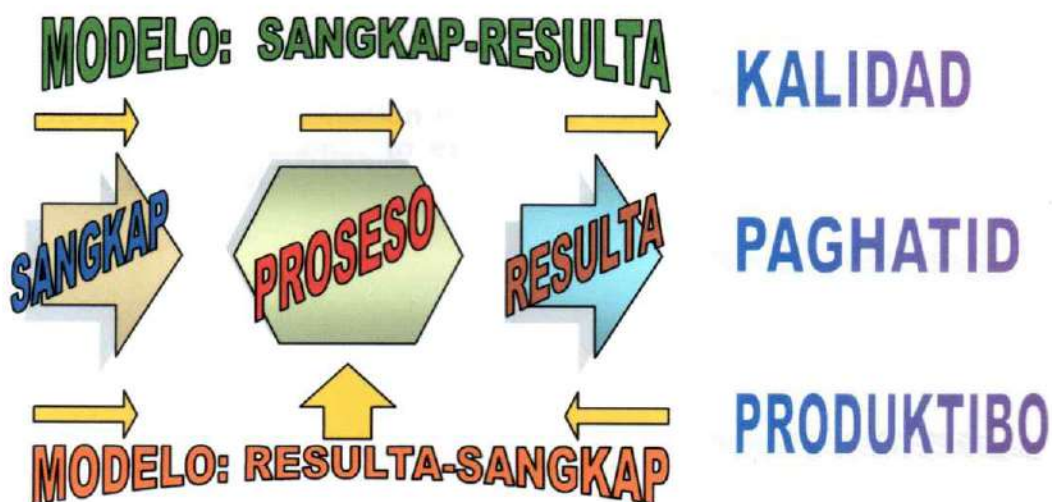 MODELO: SANGKAP-RESULTA
KALIDAD
SANGKAP
PROSESO
RESULTA
PAGHATID
PRODUKTIBO
MODELO: RESULTA-SANGKAP